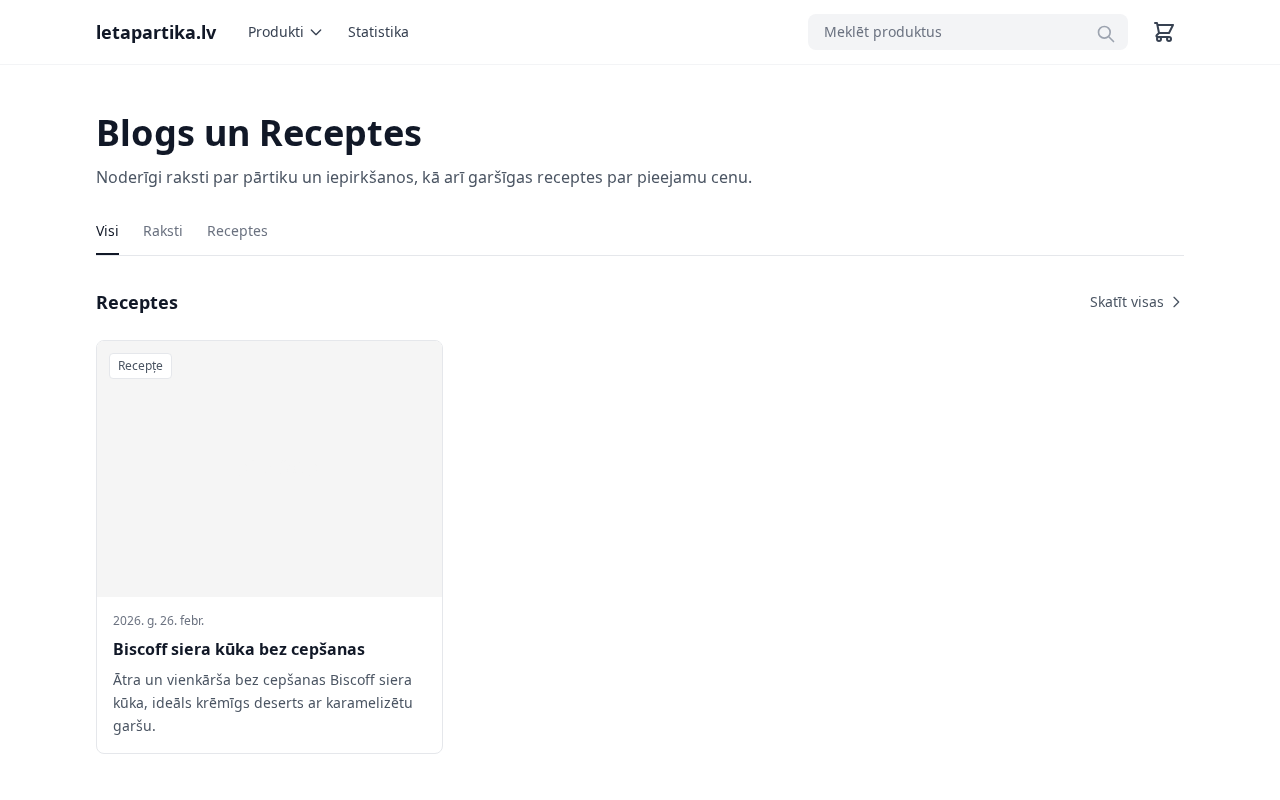 letapartika.lv
Produkti
Statistika
Meklēt produktus
Blogs un Receptes
Noderīgi raksti par pārtiku un iepirkšanos, kā arī garšīgas receptes par pieejamu cenu.
Visi
Raksti
Receptes
Receptes
Skatīt visas
Recepțe
2026. g. 26. febr.
Biscoff siera kūka bez cepšanas
Ātra un vienkārša bez cepšanas Biscoff siera
kūka, ideāls krēmīgs deserts ar karamelizētu
garšu.